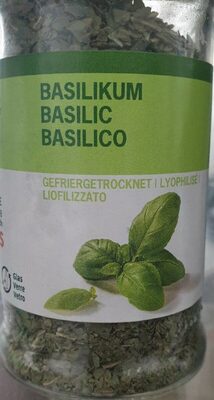 BASILIKUM
BASILIC
BASILICO
GEFRIERGETROCKNET | LYOPHILISÉ |
LIOFILIZZATO
Glas
Verre
Vetro